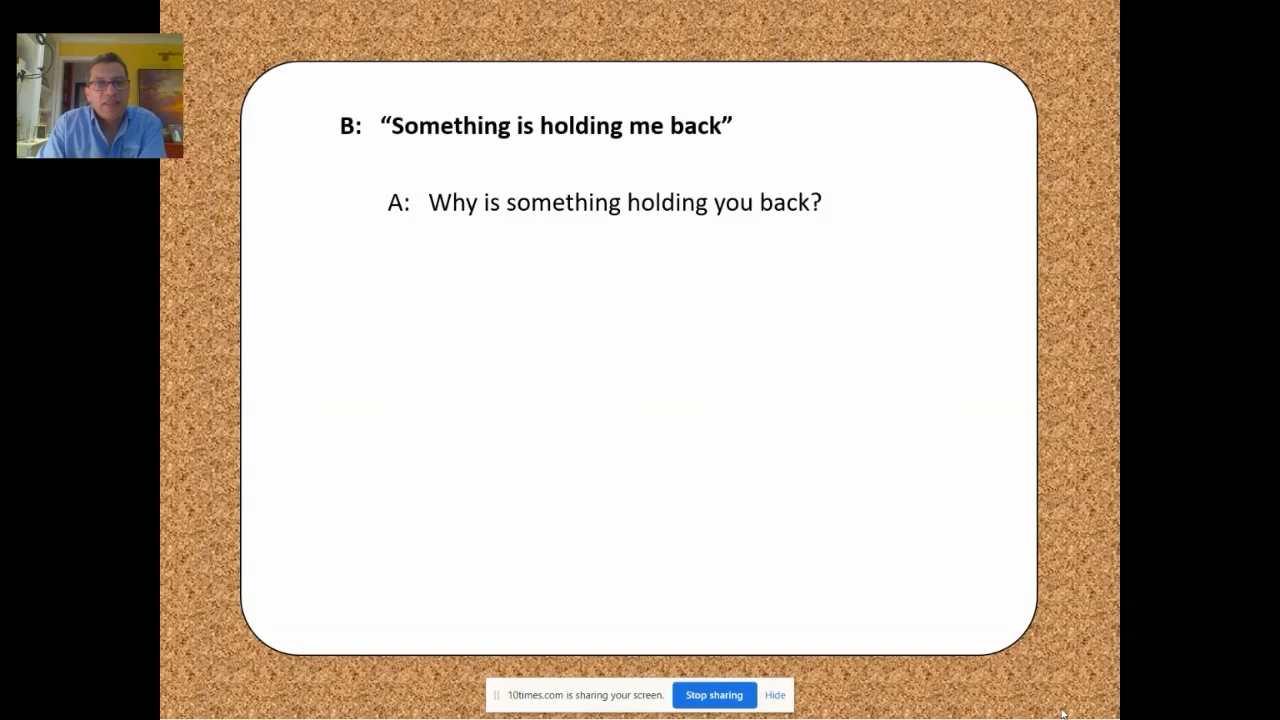 B: “Something is holding me back”
A: Why is something holding you back?
10times.com is sharing your screen. Stop sharing Hide